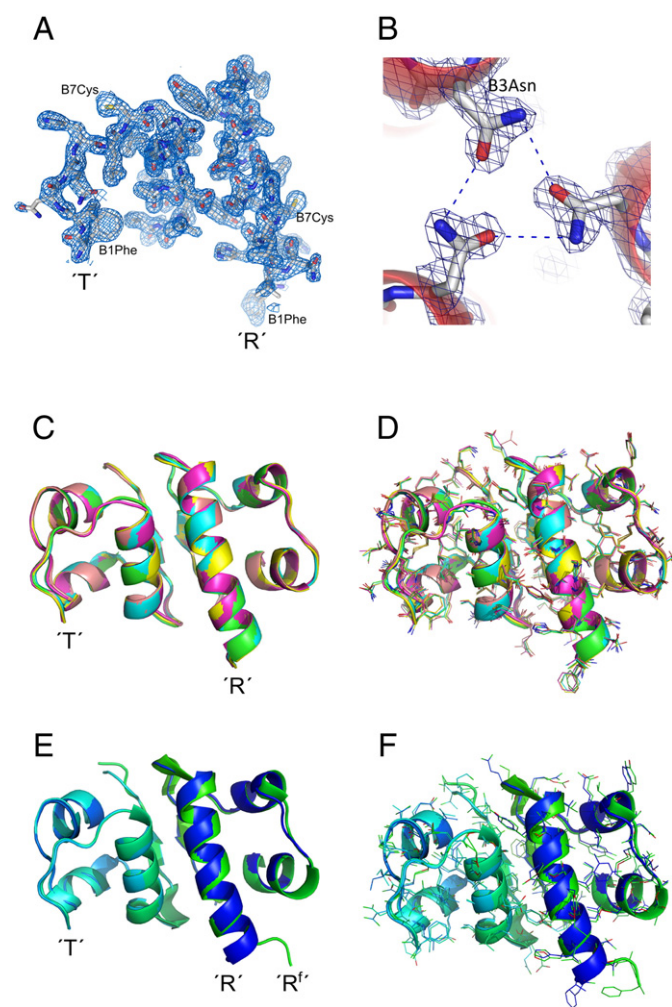 A
B7Cys
B7Cys
B1Phe
B1Phe
´T´
´R´
B
B3Asn
C
´T´
´R´
D
E
´T´
´R´
´Rᶠ´
F